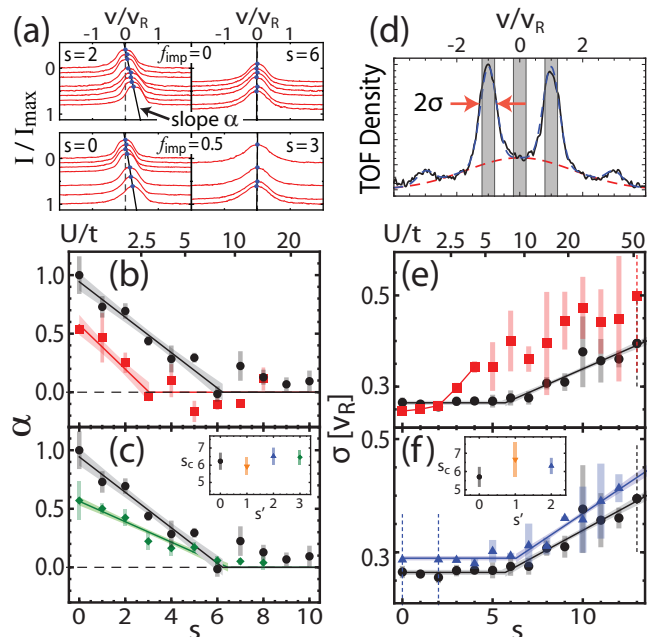 (a) v/v_R
-1 0 1 -1 0 1
s=2 f_imp=0 s=6
0
1
slope α
s=0 f_imp=0.5 s=3
0
1
I / I_max
(d) v/v_R
-2 0 2
2σ
TOF Density
U/t 2.5 5 10 20
(b)
1.0
0.5
0.0
α
(c)
1.0
0.5
0.0
7
6
5
s_c
0 1 2 3
s'
0 2 4 6 8 10
s
U/t 2.5 5 10 20 50
(e)
0.5
0.3
σ [v_R]
(f)
0.5
0.3
7
6
5
s_c
0 1 2
s'
0 5 10
s